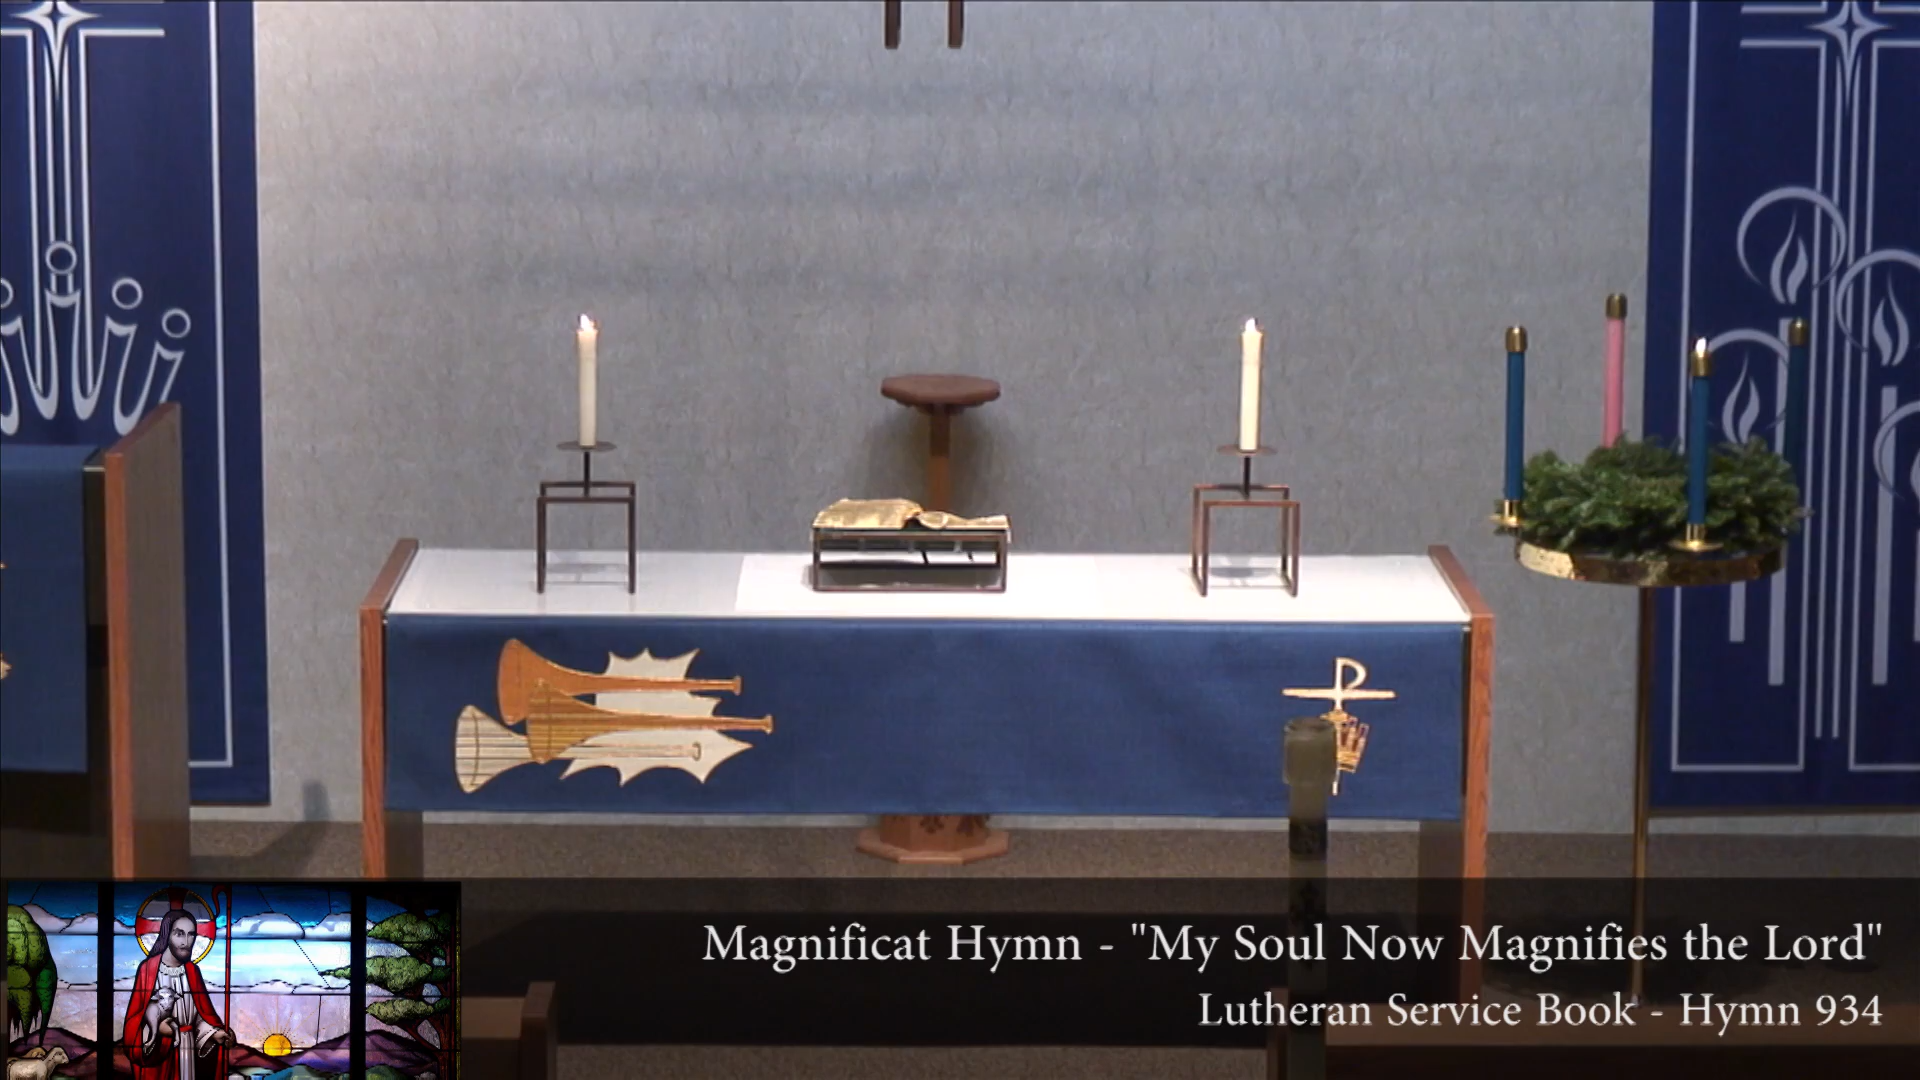 Magnificat Hymn - "My Soul Now Magnifies the Lord"
Lutheran Service Book - Hymn 934